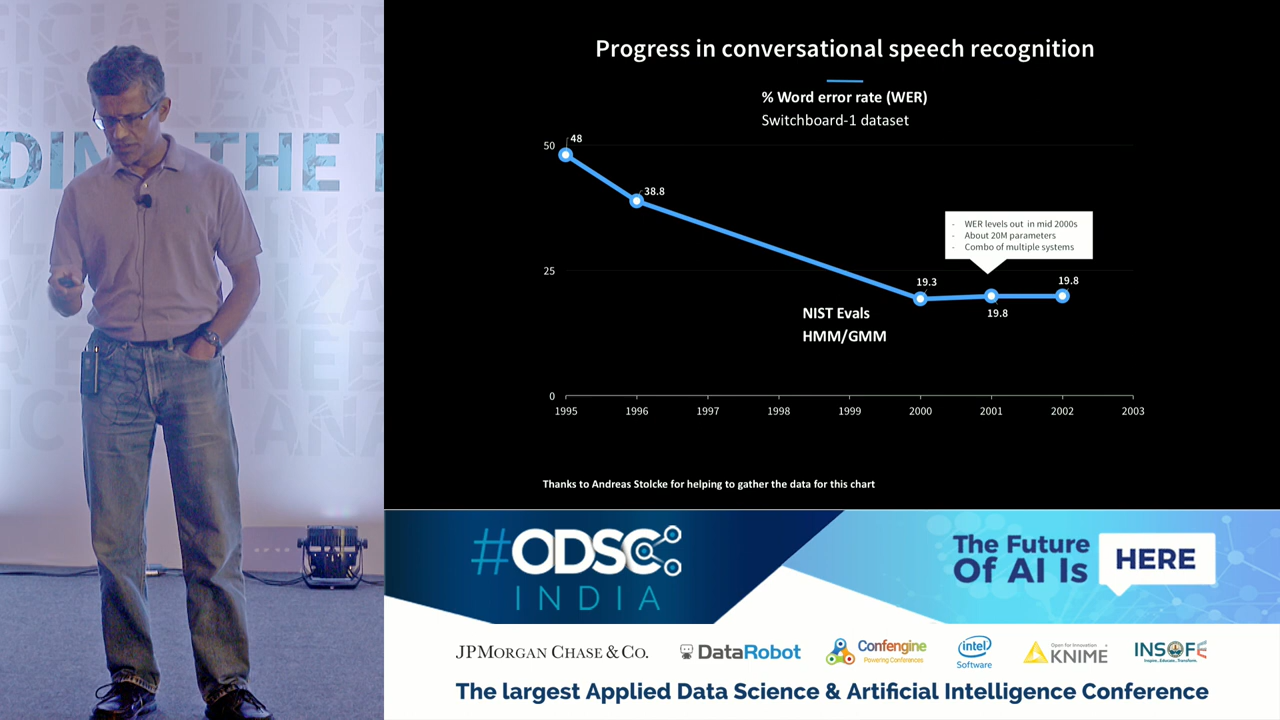 Progress in conversational speech recognition
% Word error rate (WER)
Switchboard-1 dataset
50
48
38.8
- WER levels out in mid 2000s
- About 20M parameters
- Combo of multiple systems
25
19.3
19.8
19.8
NIST Evals
HMM/GMM
0
1995 1996 1997 1998 1999 2000 2001 2002 2003
Thanks to Andreas Stolcke for helping to gather the data for this chart
#ODSC
INDIA
The Future
Of AI Is
HERE
JPMORGAN CHASE & CO.
DataRobot
Confengine
Powering Conferences
intel
Software
Open for Innovation
KNIME
INSOFE
Inspire...Educate...Transform.
The largest Applied Data Science & Artificial Intelligence Conference
THE